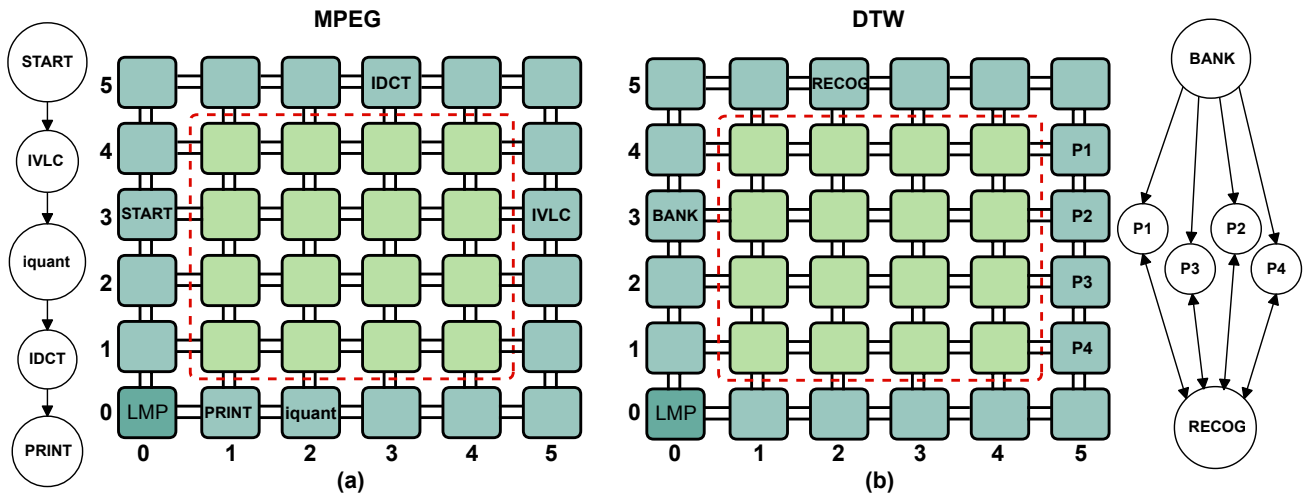 MPEG
DTW
START
IVLC
iquant
IDCT
PRINT
5
4
3
2
1
0
IDCT
START
IVLC
LMP
PRINT
iquant
0 1 2 3 4 5
(a)
5
4
3
2
1
0
RECOG
P1
BANK
P2
P3
P4
LMP
0 1 2 3 4 5
(b)
BANK
P1
P2
P3
P4
RECOG